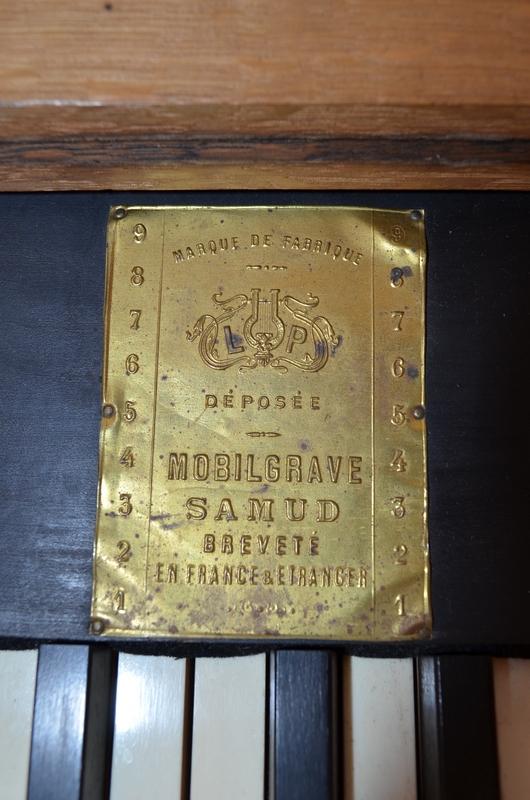 9 9
MARQUE DE FABRIQUE
8 8
7 7
L P
6 6
DÉPOSÉE
5 5
4 4
MOBILGRAVE
3 3
SAMUD
BREVETÉ
2 2
EN FRANCE & ETRANGER
1 1